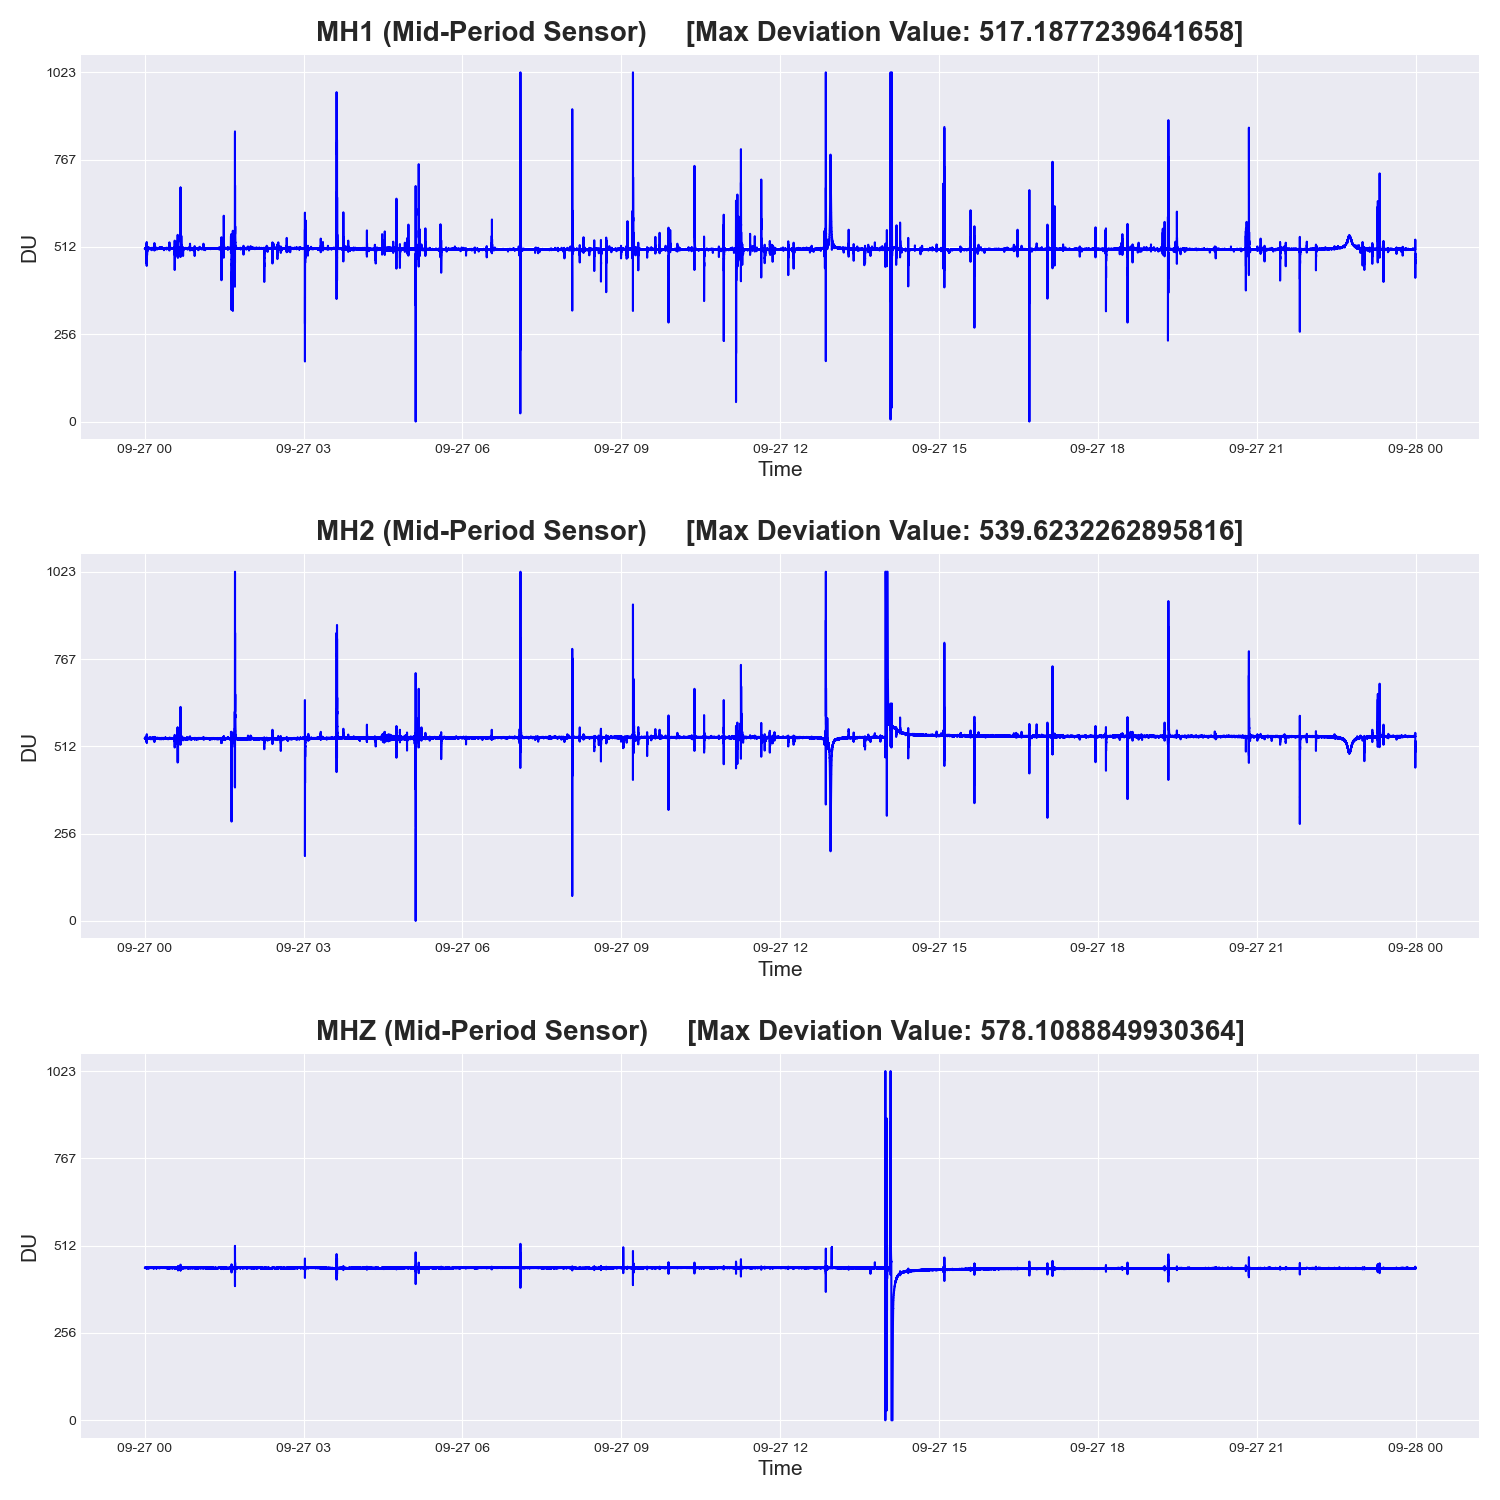 MH1 (Mid-Period Sensor) [Max Deviation Value: 517.1877239641658]
1023
767
512
256
0
DU
09-27 00 09-27 03 09-27 06 09-27 09 09-27 12 09-27 15 09-27 18 09-27 21 09-28 00
Time
MH2 (Mid-Period Sensor) [Max Deviation Value: 539.6232262895816]
1023
767
512
256
0
DU
09-27 00 09-27 03 09-27 06 09-27 09 09-27 12 09-27 15 09-27 18 09-27 21 09-28 00
Time
MHZ (Mid-Period Sensor) [Max Deviation Value: 578.1088849930364]
1023
767
512
256
0
DU
09-27 00 09-27 03 09-27 06 09-27 09 09-27 12 09-27 15 09-27 18 09-27 21 09-28 00
Time